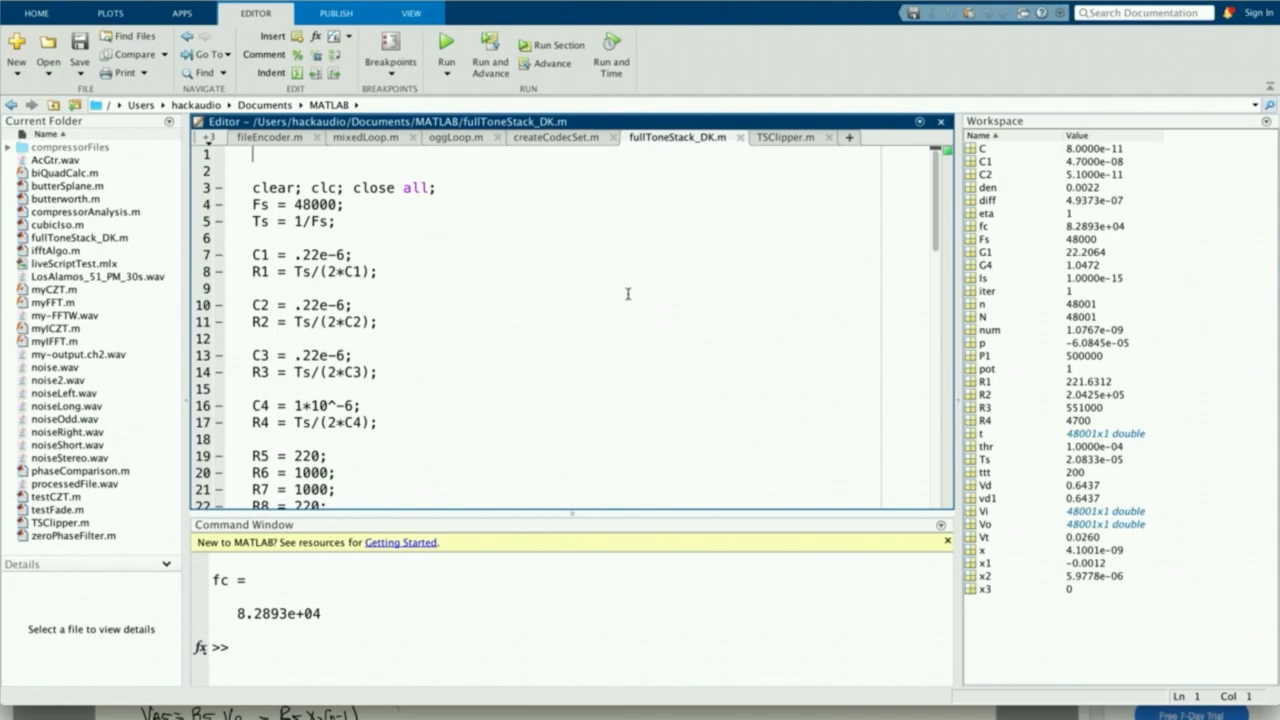 HOME PLOTS APPS EDITOR PUBLISH VIEW Search Documentation Sign In
New Open Save Find Files Compare Print
FILE
Go To Find
NAVIGATE
Insert fx
Comment %
Indent
EDIT
Breakpoints
BREAKPOINTS
Run Run and Advance Run Section Advance Run and Time
RUN
/ Users hackaudio Documents MATLAB
Current Folder
Name
compressorFiles
AcGtr.wav
biQuadCalc.m
butterSplane.m
butterworth.m
compressorAnalysis.m
cubicIso.m
fullToneStack_DK.m
ifftAlgo.m
liveScriptTest.mlx
LosAlamos_51_PM_30s.wav
myCZT.m
myFFT.m
my-FFTW.wav
myICZT.m
myIFFT.m
my-output.ch2.wav
noise.wav
noise2.wav
noiseLeft.wav
noiseLong.wav
noiseOdd.wav
noiseRight.wav
noiseShort.wav
noiseStereo.wav
phaseComparison.m
processedFile.wav
testCZT.m
testFade.m
TSClipper.m
zeroPhaseFilter.m
Details
Select a file to view details
Editor - /Users/hackaudio/Documents/MATLAB/fullToneStack_DK.m
+3 fileEncoder.m mixedLoop.m oggLoop.m createCodecSet.m fullToneStack_DK.m TSClipper.m +
1
2
3 - clear; clc; close all;
4 - Fs = 48000;
5 - Ts = 1/Fs;
6
7 - C1 = .22e-6;
8 - R1 = Ts/(2*C1);
9
10 - C2 = .22e-6;
11 - R2 = Ts/(2*C2);
12
13 - C3 = .22e-6;
14 - R3 = Ts/(2*C3);
15
16 - C4 = 1*10^-6;
17 - R4 = Ts/(2*C4);
18
19 - R5 = 220;
20 - R6 = 1000;
21 - R7 = 1000;
22 - R8 = 220;
Command Window
New to MATLAB? See resources for Getting Started.
fc =
8.2893e+04
fx >>
Workspace
Name Value
C 8.0000e-11
C1 4.7000e-08
C2 5.1000e-11
den 0.0022
diff 4.9373e-07
eta 1
fc 8.2893e+04
Fs 48000
G1 22.2064
G4 1.0472
Is 1.0000e-15
iter 1
n 48001
N 48001
num 1.0767e-09
p -6.0845e-05
P1 500000
pot 1
R1 221.6312
R2 2.0425e+05
R3 551000
R4 4700
t 48001x1 double
thr 1.0000e-04
Ts 2.0833e-05
ttt 200
Vd 0.6437
vd1 0.6437
Vi 48001x1 double
Vo 48001x1 double
Vt 0.0260
x 4.1001e-09
x1 -0.0012
x2 5.9778e-06
x3 0
Ln 1 Col 1
Free 7-Day Trial